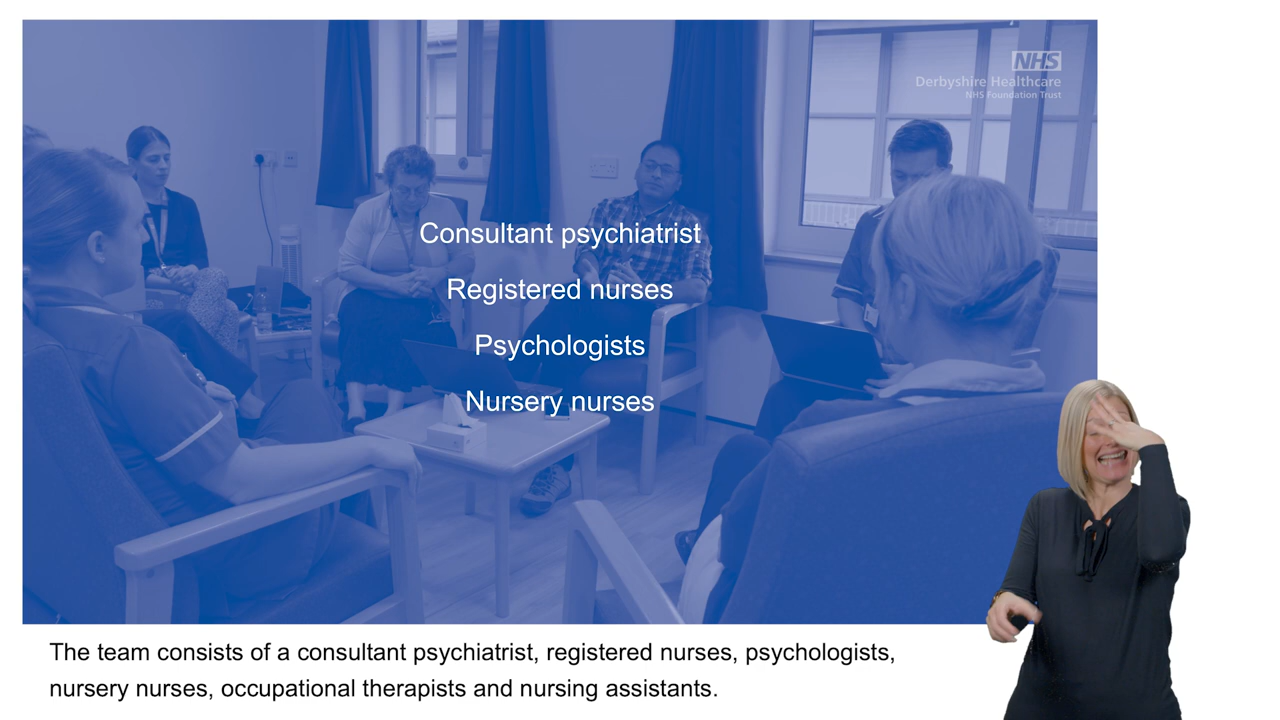 NHS
Derbyshire Healthcare
NHS Foundation Trust
Consultant psychiatrist
Registered nurses
Psychologists
Nursery nurses
The team consists of a consultant psychiatrist, registered nurses, psychologists,
nursery nurses, occupational therapists and nursing assistants.